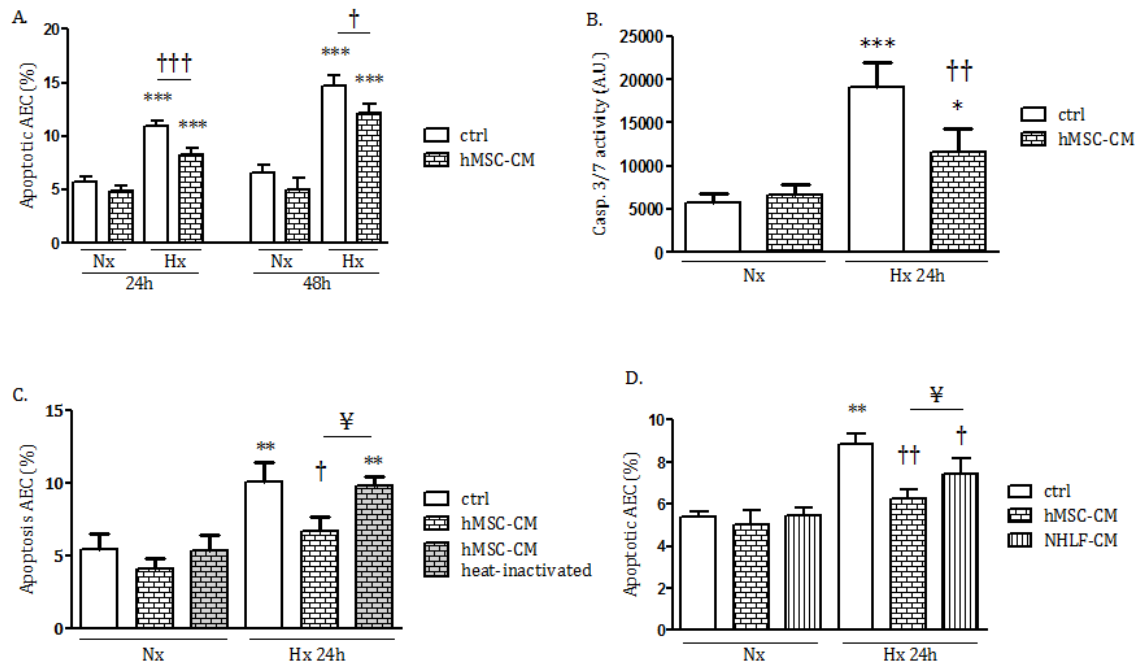 A.
Apoptotic AEC (%)
20
15
10
5
0
***
†††
***
***
†
***
Nx
Hx
Nx
Hx
24h
48h
ctrl
hMSC-CM
B.
Casp. 3/7 activity (A.U.)
25000
20000
15000
10000
5000
0
***
††
*
Nx
Hx 24h
ctrl
hMSC-CM
C.
Apoptosis AEC (%)
15
10
5
0
**
†
¥
**
Nx
Hx 24h
ctrl
hMSC-CM
hMSC-CM
heat-inactivated
D.
Apoptotic AEC (%)
10
8
6
4
2
0
**
††
¥
†
Nx
Hx 24h
ctrl
hMSC-CM
NHLF-CM